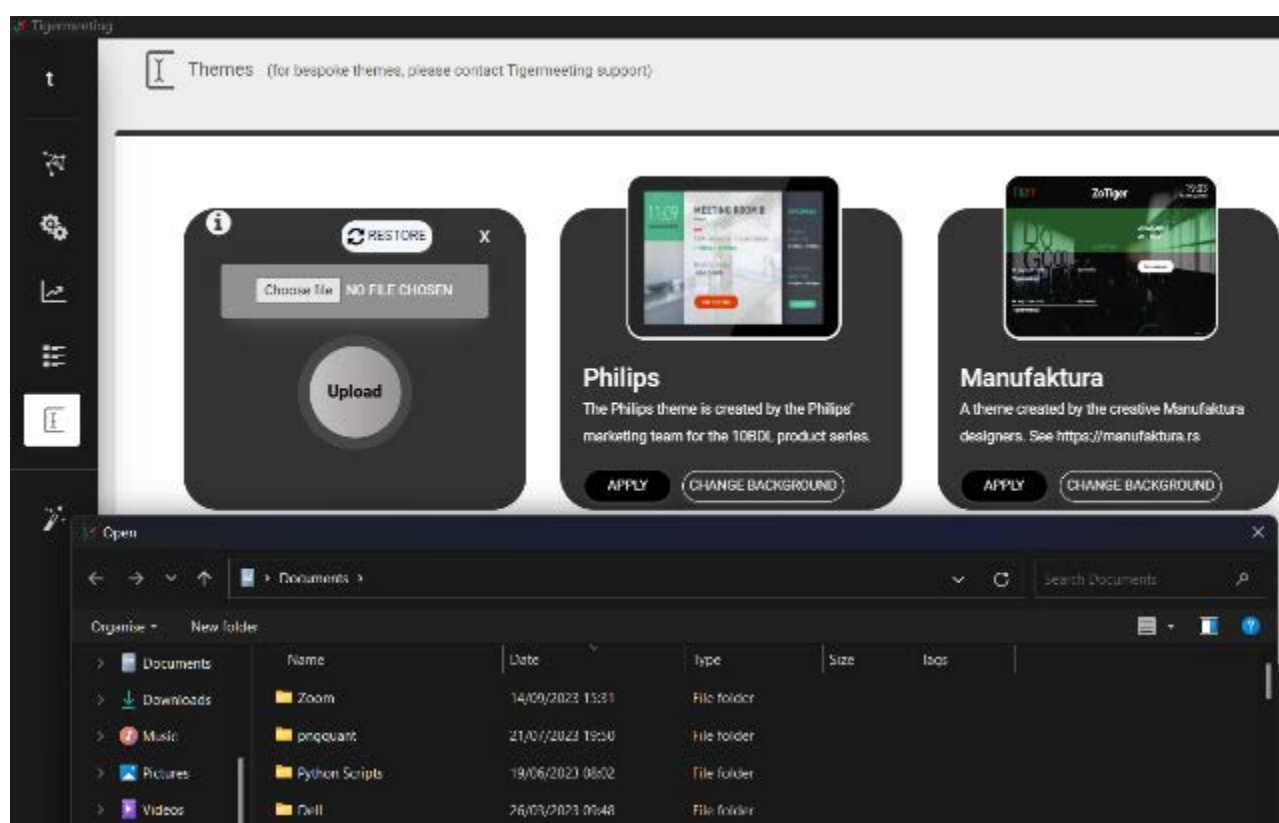 Tigermeeting
t
Themes (for bespoke themes, please contact Tigermeeting support)
RESTORE X
Choose file NO FILE CHOSEN
Upload
11:09 MEETING ROOM B
Philips
The Philips theme is created by the Philips'
marketing team for the 10BDL product series.
APPLY CHANGE BACKGROUND
ZoTiger
Manufaktura
A theme created by the creative Manufaktura
designers. See https://manufaktura.rs
APPLY CHANGE BACKGROUND
Open
Documents
Search Documents
Organise New folder
Name Date Type Size Tags
Documents
Downloads
Music
Pictures
Videos
Zoom 14/09/2023 15:31 File folder
pngquant 21/07/2023 19:50 File folder
Python Scripts 19/06/2023 08:02 File folder
Dell 26/03/2023 09:48 File folder